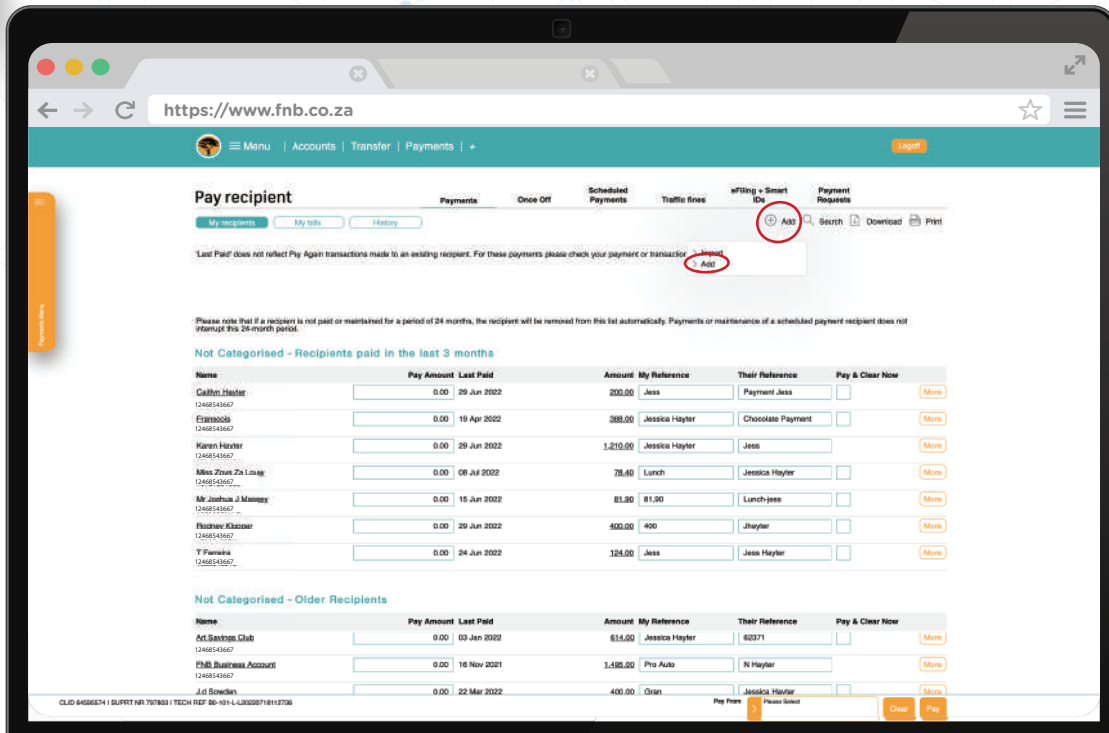 https://www.fnb.co.za
Menu | Accounts | Transfer | Payments | +
Logoff
Pay recipient
Payments
Once Off
Scheduled Payments
Traffic fines
eFiling + Smart IDs
Payment Requests
My recipients
My bills
History
Add
Search
Download
Print
'Last Paid' does not reflect Pay Again transactions made to an existing recipient. For these payments please check your payment or transaction
> Import
> Add
Payments Menu
Please note that if a recipient is not paid or maintained for a period of 24 months, the recipient will be removed from this list automatically. Payments or maintenance of a scheduled payment recipient does not
interrupt this 24-month period.
Not Categorised - Recipients paid in the last 3 months
Name Pay Amount Last Paid Amount My Reference Their Reference Pay & Clear Now
Caitlyn Hayter 0.00 29 Jun 2022 200.00 Jess Payment Jess More
12468543667
Fransocis 0.00 19 Apr 2022 388.00 Jessica Hayter Chocolate Payment More
12468543667
Karen Hayter 0.00 29 Jun 2022 1,210.00 Jessica Hayter Jess More
12468543667
Miss Zoya Za Louw 0.00 08 Jul 2022 78.40 Lunch Jessica Hayter More
12468543667
Mr Joshua J 0.00 15 Jun 2022 81.90 81,90 Lunch-jess More
12468543667
Rodney Klopper 0.00 29 Jun 2022 400.00 400 Jhayter More
12468543667
T Ferreira 0.00 24 Jun 2022 124.00 Jess Jess Hayter More
12468543667
Not Categorised - Older Recipients
Name Pay Amount Last Paid Amount My Reference Their Reference Pay & Clear Now
Art Savings Club 0.00 03 Jan 2022 614.00 Jessica Hayter 62371 More
12468543667
FNB Business Account 0.00 16 Nov 2021 1,495.00 Pro Auto N Hayter More
12468543667
J.d Sowden 0.00 22 Mar 2022 400.00 Gran Jessica Hayter More
Pay From > Please Select Clear Pay